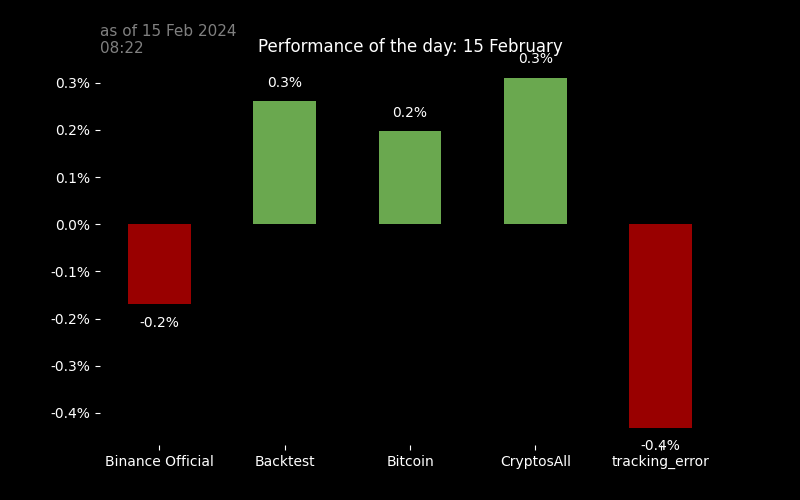 as of 15 Feb 2024
08:22
Performance of the day: 15 February
0.3%
0.2%
0.1%
0.0%
-0.1%
-0.2%
-0.3%
-0.4%
-0.2%
0.3%
0.2%
0.3%
-0.4%
Binance Official
Backtest
Bitcoin
CryptosAll
tracking_error